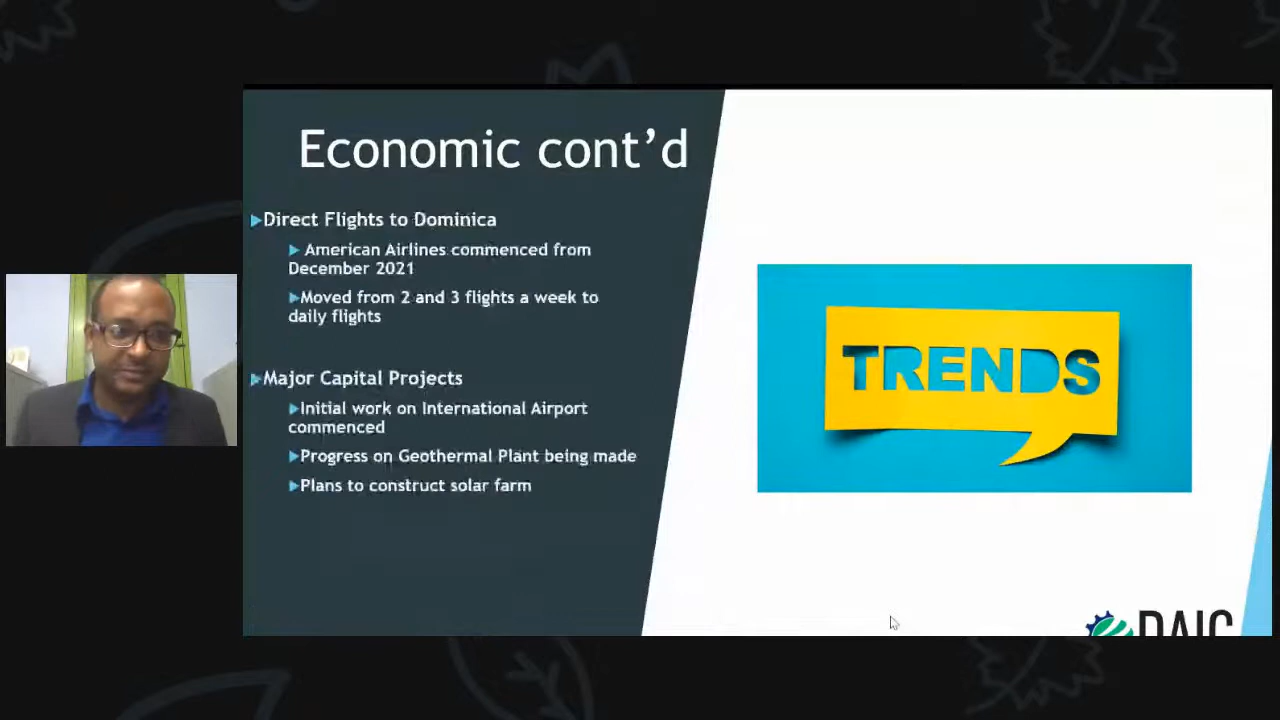 Economic cont'd
Direct Flights to Dominica
American Airlines commenced from
December 2021
Moved from 2 and 3 flights a week to
daily flights
Major Capital Projects
Initial work on International Airport
commenced
Progress on Geothermal Plant being made
Plans to construct solar farm
TRENDS
DAIC